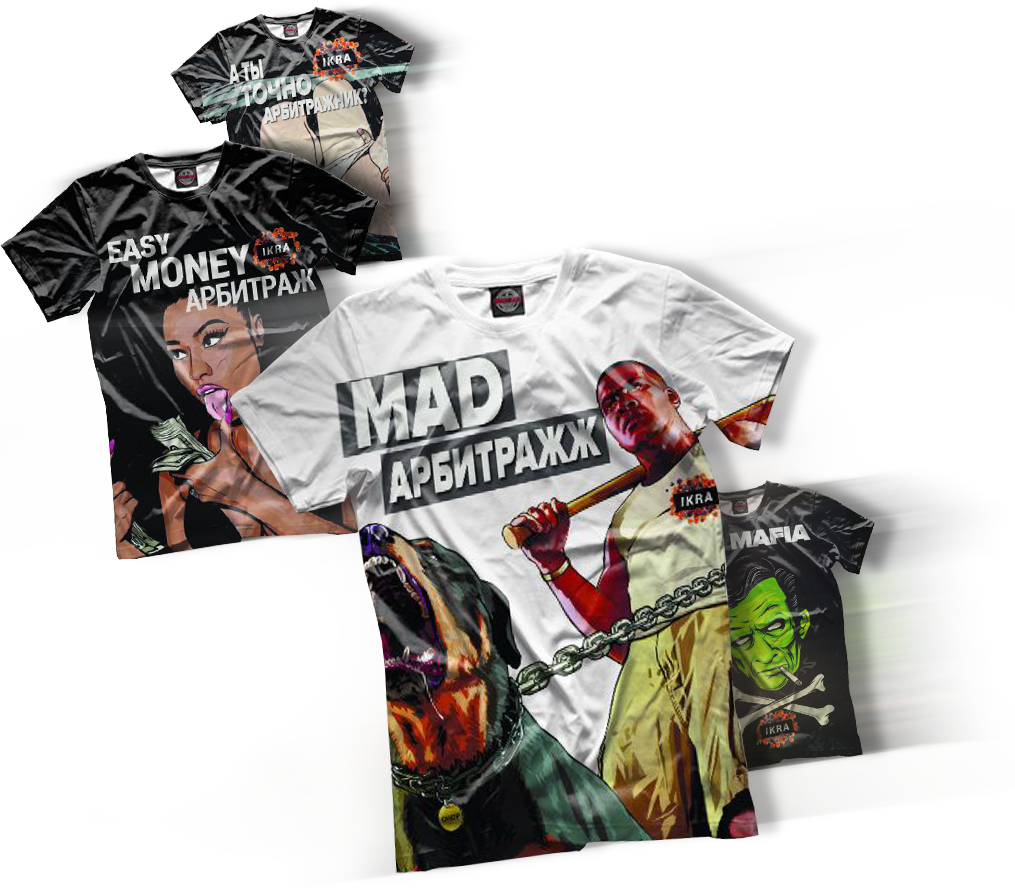 А ТЫ
ТОЧНО
АРБИТРАЖНИК?
IKRA
EASY
MONEY
АРБИТРАЖ
IKRA
MAD
АРБИТРАЖЖ
IKRA
MAFIA
IKRA